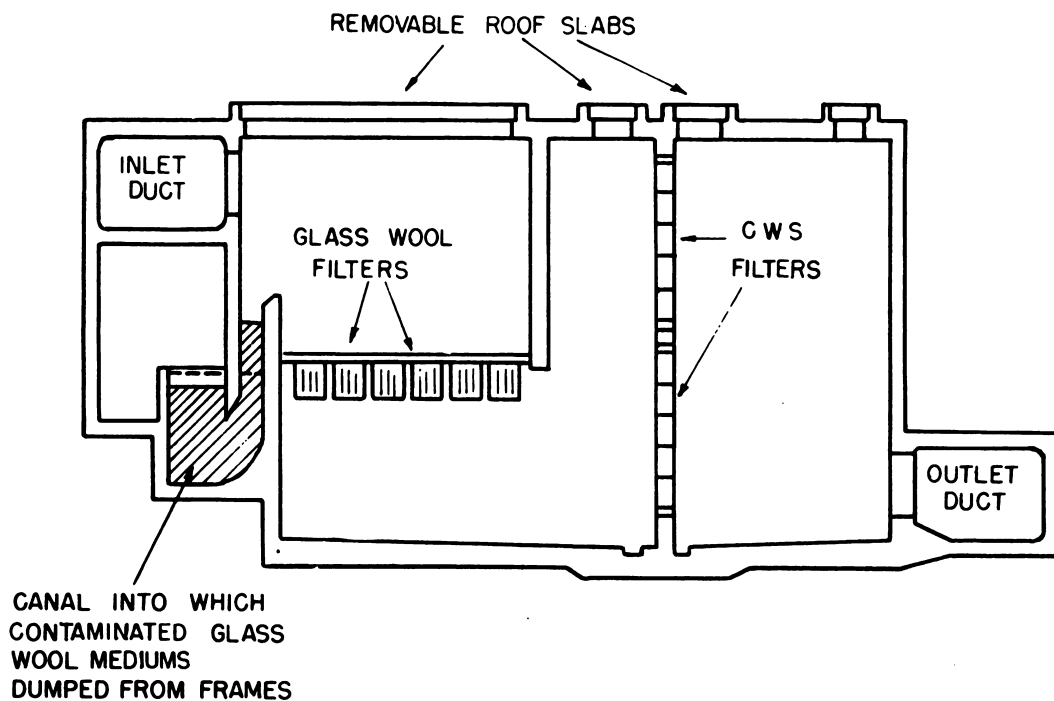 REMOVABLE ROOF SLABS
INLET
DUCT
GLASS WOOL
FILTERS
CWS
FILTERS
OUTLET
DUCT
CANAL INTO WHICH
CONTAMINATED GLASS
WOOL MEDIUMS
DUMPED FROM FRAMES